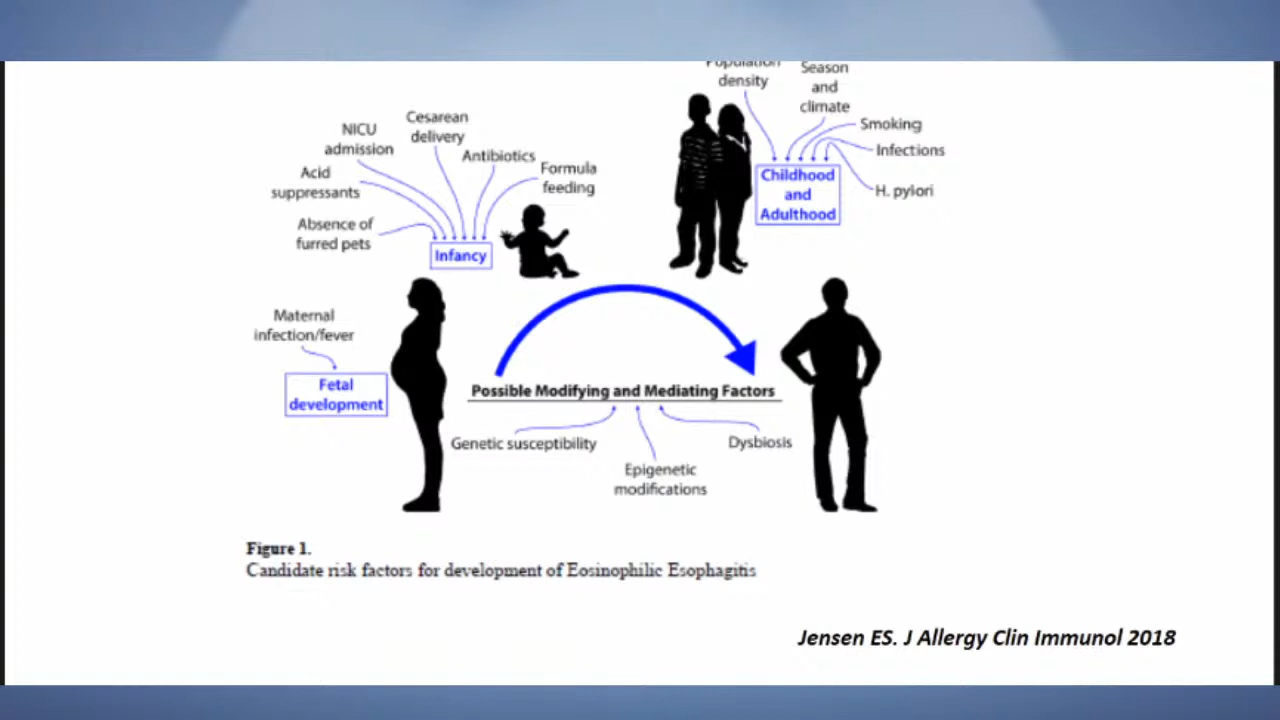 Population
density
Season
and
climate
Smoking
Infections
H. pylori
Childhood
and
Adulthood
Cesarean
delivery
NICU
admission
Antibiotics
Formula
feeding
Acid
suppressants
Absence of
furred pets
Infancy
Maternal
infection/fever
Fetal
development
Possible Modifying and Mediating Factors
Genetic susceptibility
Epigenetic
modifications
Dysbiosis
Figure 1.
Candidate risk factors for development of Eosinophilic Esophagitis
Jensen ES. J Allergy Clin Immunol 2018